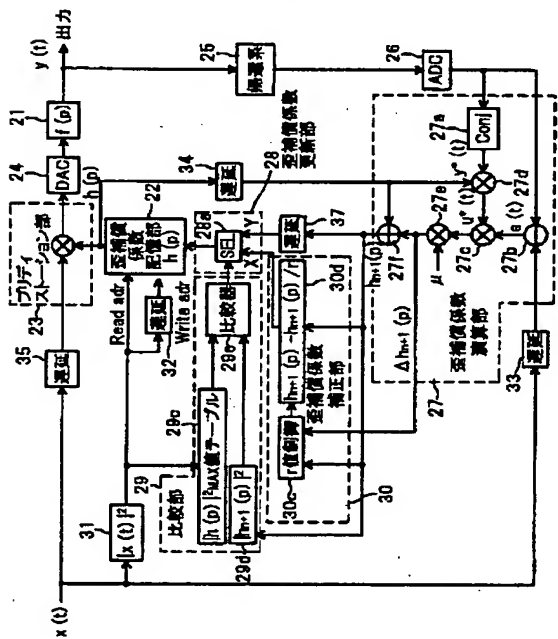 x(t)
35
遅延
23
プリディ
ストーション部
h(p)
24
DAC
21
f(p)
y(t)
出力
31
|x(t)|²
Read adr
22
歪補償
係数
記憶部
h(p)
32
遅延
Write adr
34
遅延
25
帰還系
29
比較部
29c
|h(p)|²MAX値テーブル
|hn+1(p)|²
29d
比較器
28a
SEL
X
Y
28
歪補償係数
更新部
37
遅延
26
ADC
30c
r値制御
hn+1(p)~hn+1(p)/r
30d
歪補償係数
補正部
30
hn+1(p)
27f
Δhn+1(p)
μ
27e
u*(t)
27c
y*(t)
27d
27a
Conj
e(t)
27b
27
歪補償係数
演算部
33
遅延